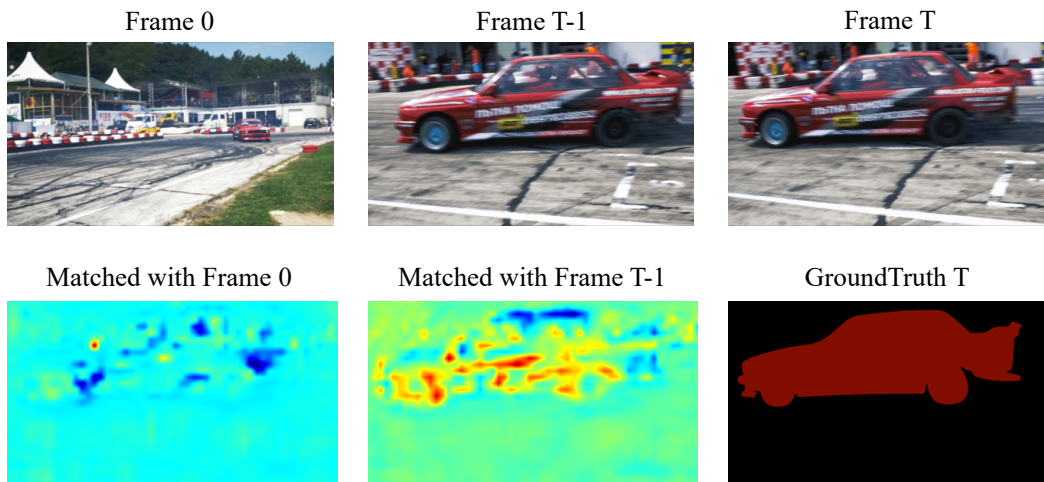 Frame 0
Frame T-1
Frame T
Matched with Frame 0
Matched with Frame T-1
GroundTruth T